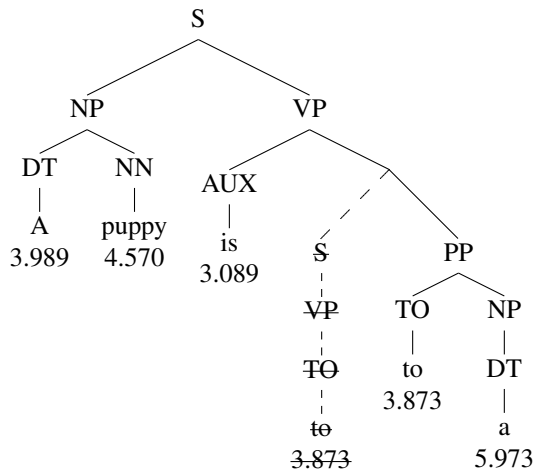 S
NP VP
DT NN AUX
A puppy is S PP
3.989 4.570 3.089
VP TO NP
TO to DT
3.873
to a
3.873 5.973